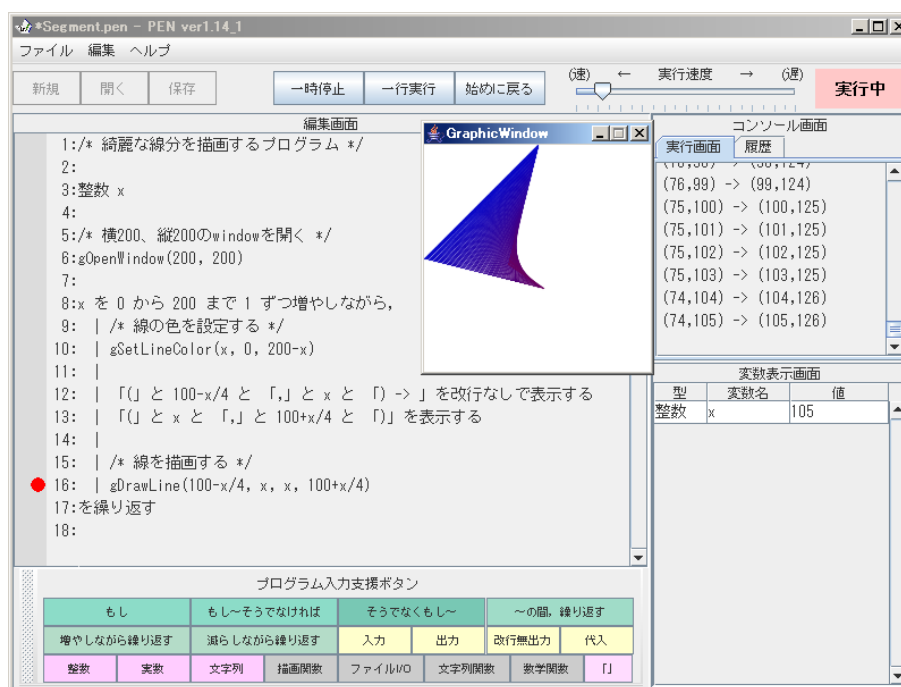 *Segment.pen - PEN ver1.14_1
ファイル 編集 ヘルプ
新規 開く 保存 一時停止 一行実行 始めに戻る (速) ← 実行速度 → (遅) 実行中
編集画面
1:/* 綺麗な線分を描画するプログラム */
2:
3:整数 x
4:
5:/* 横200、縦200のwindowを開く */
6:gOpenWindow(200, 200)
7:
8:x を 0 から 200 まで 1 ずつ増やしながら,
9: | /* 線の色を設定する */
10: | gSetLineColor(x, 0, 200-x)
11: |
12: | 「(」と 100-x/4 と 「,」と x と 「) -> 」を改行なしで表示する
13: | 「(」と x と 「,」と 100+x/4 と 「)」を表示する
14: |
15: | /* 線を描画する */
16: | gDrawLine(100-x/4, x, x, 100+x/4)
17:を繰り返す
18:
GraphicWindow
コンソール画面
実行画面 履歴
(76,99) -> (99,124)
(75,100) -> (100,125)
(75,101) -> (101,125)
(75,102) -> (102,125)
(75,103) -> (103,125)
(74,104) -> (104,126)
(74,105) -> (105,126)
変数表示画面
型 変数名 値
整数 x 105
プログラム入力支援ボタン
もし もし〜そうでなければ そうでなくもし〜 〜の間, 繰り返す
増やしながら繰り返す 減らしながら繰り返す 入力 出力 改行無出力 代入
整数 実数 文字列 描画関数 ファイルI/O 文字列関数 数学関数 「」